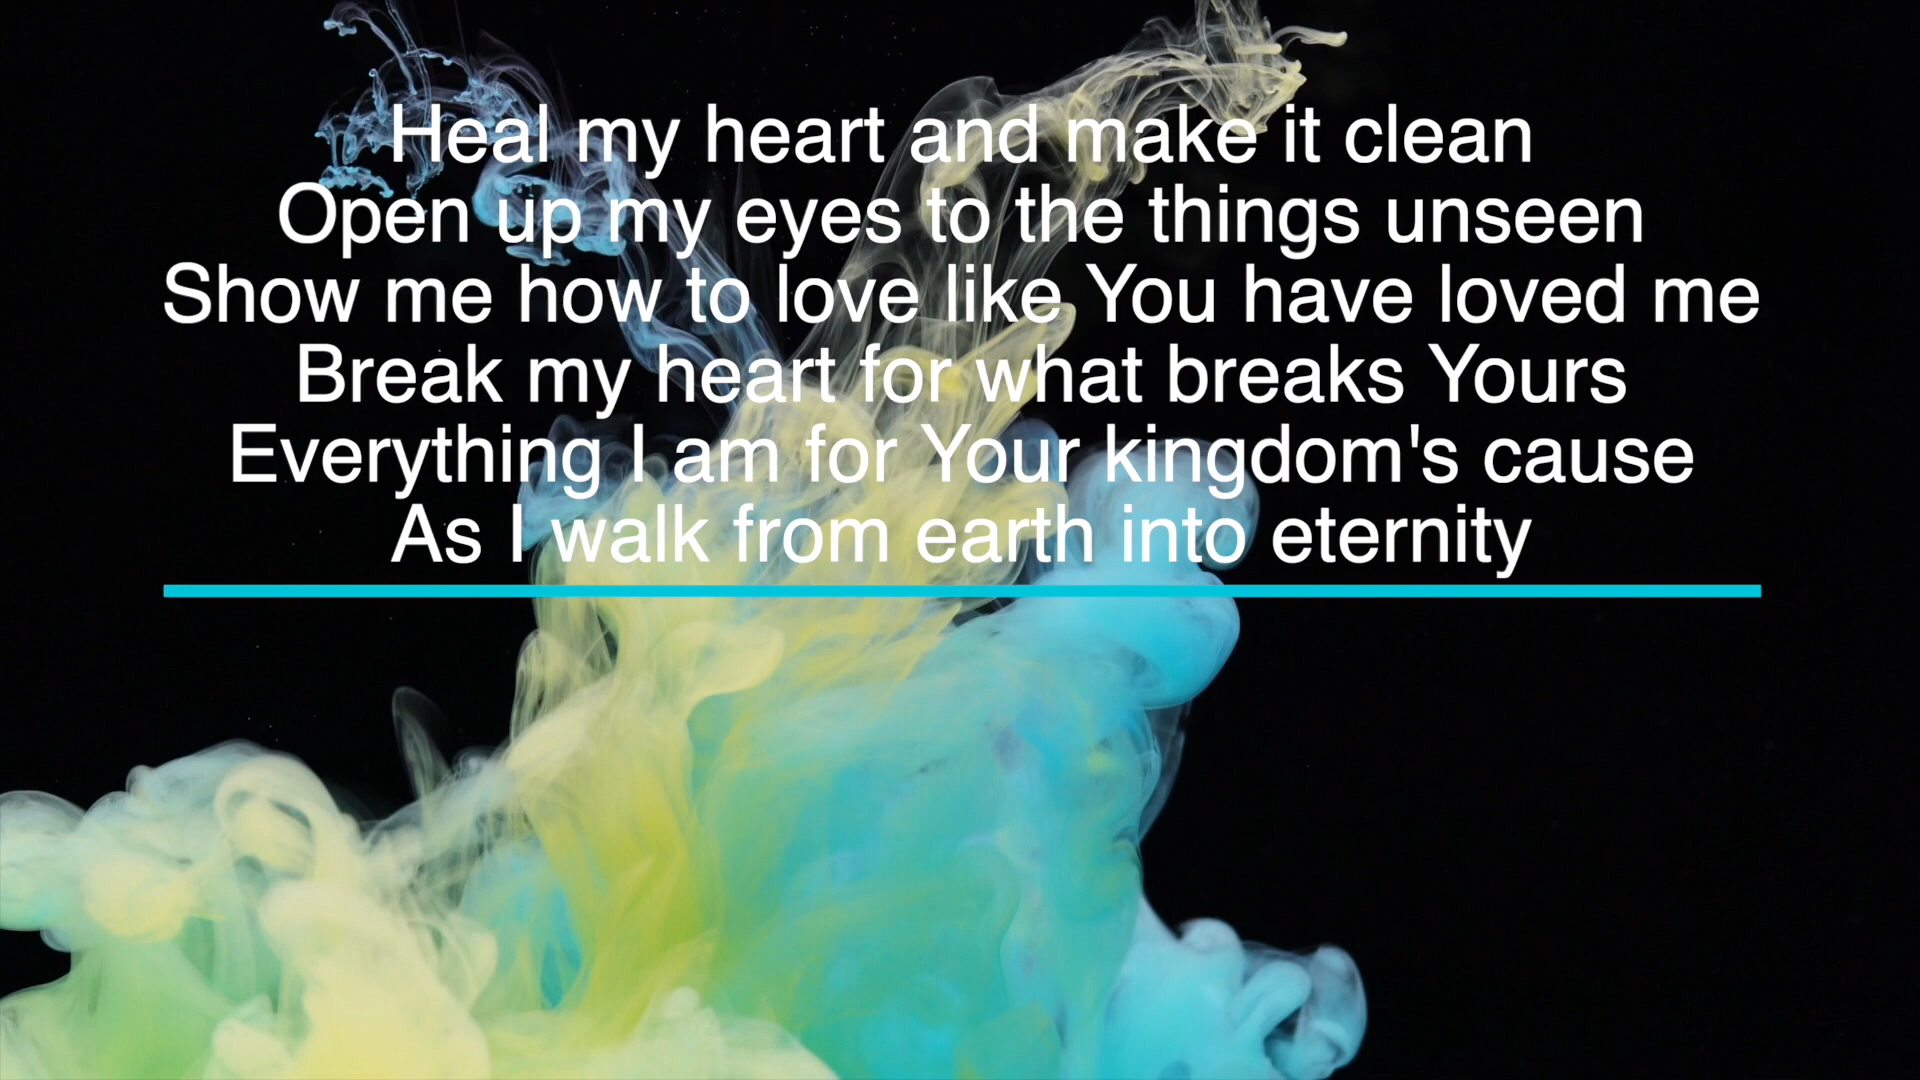 Heal my heart and make it clean
Open up my eyes to the things unseen
Show me how to love like You have loved me
Break my heart for what breaks Yours
Everything I am for Your kingdom's cause
As I walk from earth into eternity